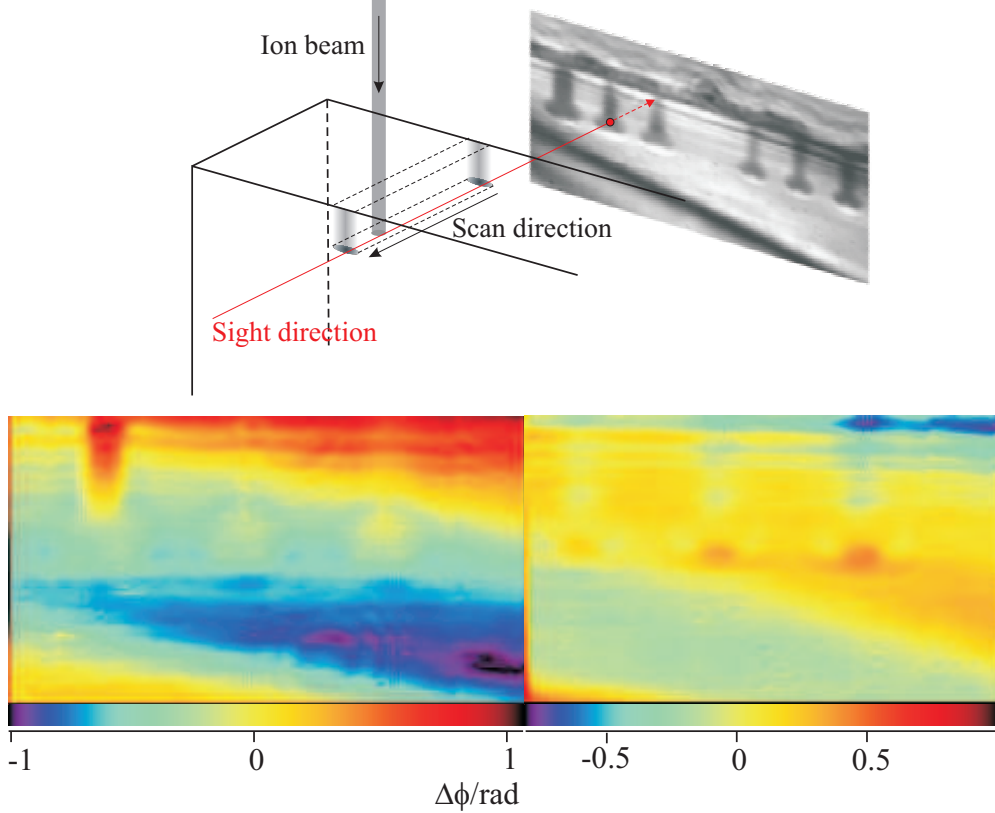 Ion beam
Scan direction
Sight direction
-1 0 1 -0.5 0 0.5
Δϕ/rad